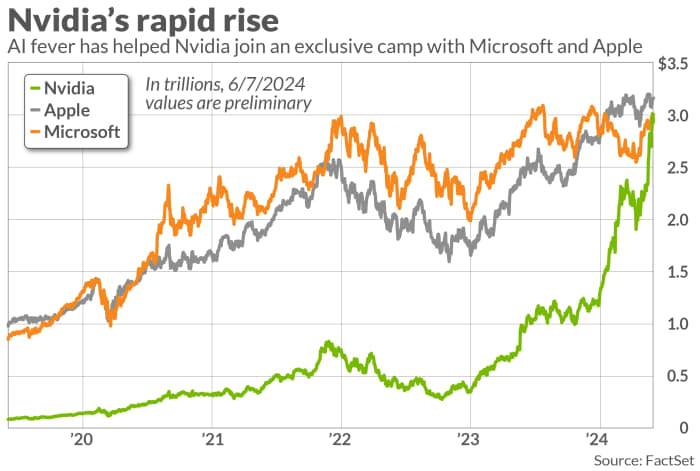 Nvidia's rapid rise
AI fever has helped Nvidia join an exclusive camp with Microsoft and Apple
Nvidia
Apple
Microsoft
In trillions, 6/7/2024
values are preliminary
$3.5
3.0
2.5
2.0
1.5
1.0
0.5
0
'20
'21
'22
'23
'24
Source: FactSet